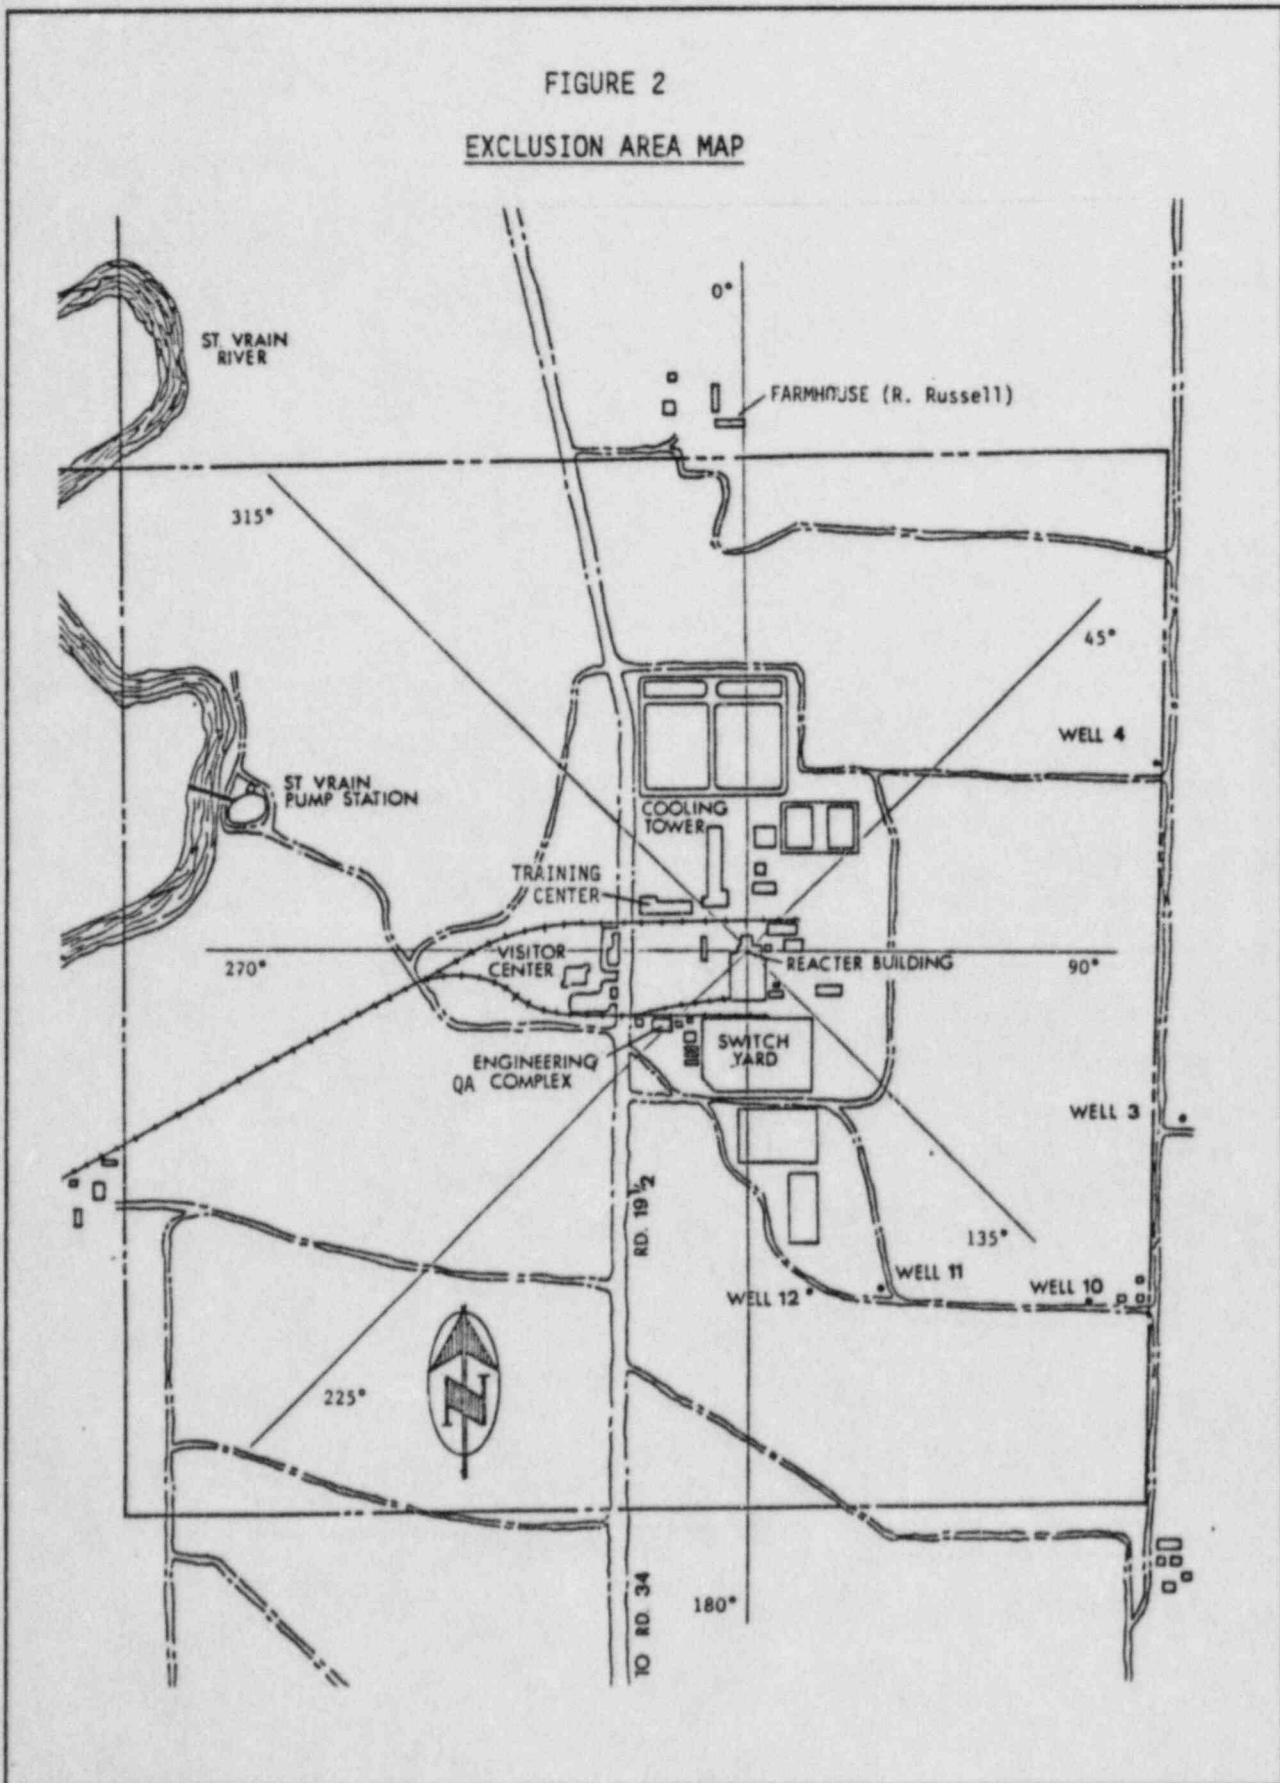 FIGURE 2
EXCLUSION AREA MAP
0°
ST. VRAIN
RIVER
FARMHOUSE (R. Russell)
315°
45°
WELL 4
ST VRAIN
PUMP STATION
COOLING
TOWER
TRAINING
CENTER
VISITOR
CENTER
270°
REACTER BUILDING
90°
SWITCH
YARD
ENGINEERING
QA COMPLEX
WELL 3
RD. 19 1/2
135°
WELL 11
WELL 10
WELL 12
225°
N
180°
TO RD. 34